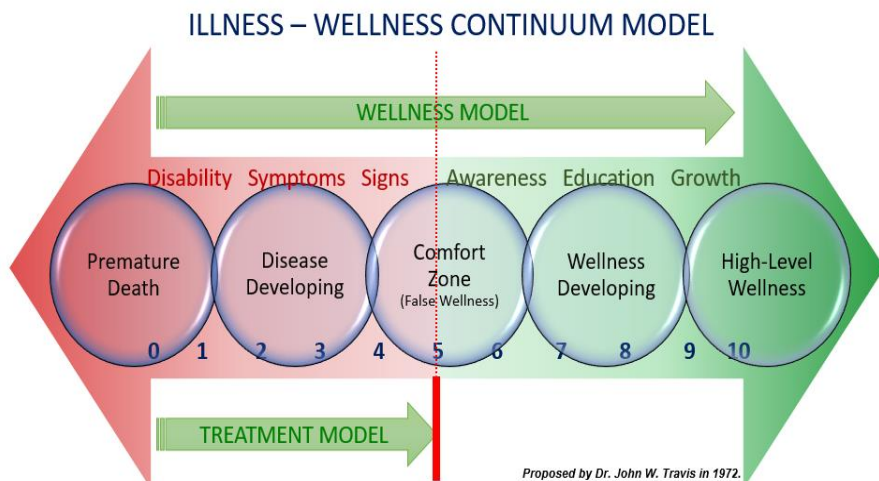 ILLNESS – WELLNESS CONTINUUM MODEL
WELLNESS MODEL
Disability Symptoms Signs Awareness Education Growth
Premature
Death
Disease
Developing
Comfort
Zone
(False Wellness)
Wellness
Developing
High-Level
Wellness
0 1 2 3 4 5 6 7 8 9 10
TREATMENT MODEL
Proposed by Dr. John W. Travis in 1972.